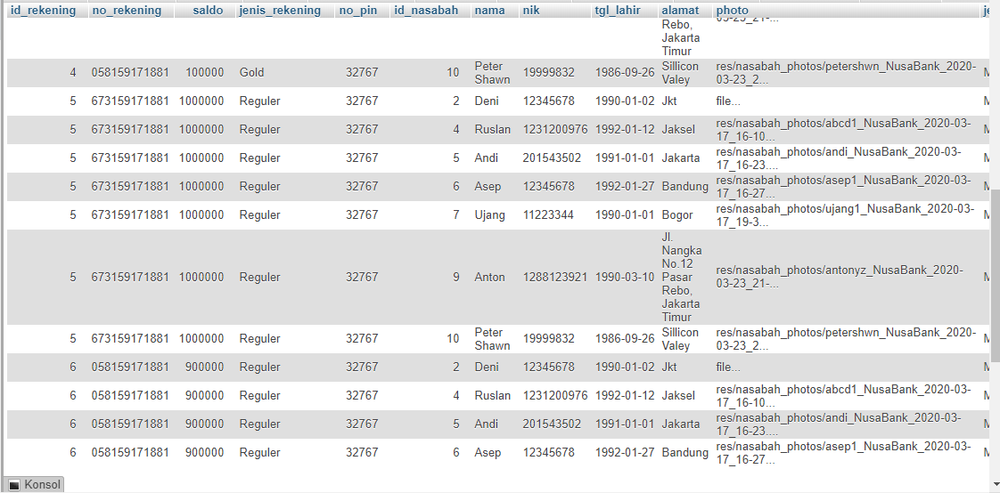 id_rekening no_rekening saldo jenis_rekening no_pin id_nasabah nama nik tgl_lahir alamat photo
Rebo,
Jakarta
Timur
4 058159171881 100000 Gold 32767 10 Peter Shawn 19999832 1986-09-26 Sillicon Valey res/nasabah_photos/petershwn_NusaBank_2020-03-23_2...
5 673159171881 1000000 Reguler 32767 2 Deni 12345678 1990-01-02 Jkt file...
5 673159171881 1000000 Reguler 32767 4 Ruslan 1231200976 1992-01-12 Jaksel res/nasabah_photos/abcd1_NusaBank_2020-03-17_16-10...
5 673159171881 1000000 Reguler 32767 5 Andi 201543502 1991-01-01 Jakarta res/nasabah_photos/andi_NusaBank_2020-03-17_16-23....
5 673159171881 1000000 Reguler 32767 6 Asep 12345678 1992-01-27 Bandung res/nasabah_photos/asep1_NusaBank_2020-03-17_16-27...
5 673159171881 1000000 Reguler 32767 7 Ujang 11223344 1990-01-01 Bogor res/nasabah_photos/ujang1_NusaBank_2020-03-17_19-3...
5 673159171881 1000000 Reguler 32767 9 Anton 1288123921 1990-03-10 Jl. Nangka No.12 Pasar Rebo, Jakarta Timur res/nasabah_photos/antonyz_NusaBank_2020-03-23_21-...
5 673159171881 1000000 Reguler 32767 10 Peter Shawn 19999832 1986-09-26 Sillicon Valey res/nasabah_photos/petershwn_NusaBank_2020-03-23_2...
6 058159171881 900000 Reguler 32767 2 Deni 12345678 1990-01-02 Jkt file...
6 058159171881 900000 Reguler 32767 4 Ruslan 1231200976 1992-01-12 Jaksel res/nasabah_photos/abcd1_NusaBank_2020-03-17_16-10...
6 058159171881 900000 Reguler 32767 5 Andi 201543502 1991-01-01 Jakarta res/nasabah_photos/andi_NusaBank_2020-03-17_16-23....
6 058159171881 900000 Reguler 32767 6 Asep 12345678 1992-01-27 Bandung res/nasabah_photos/asep1_NusaBank_2020-03-17_16-27...
Konsol